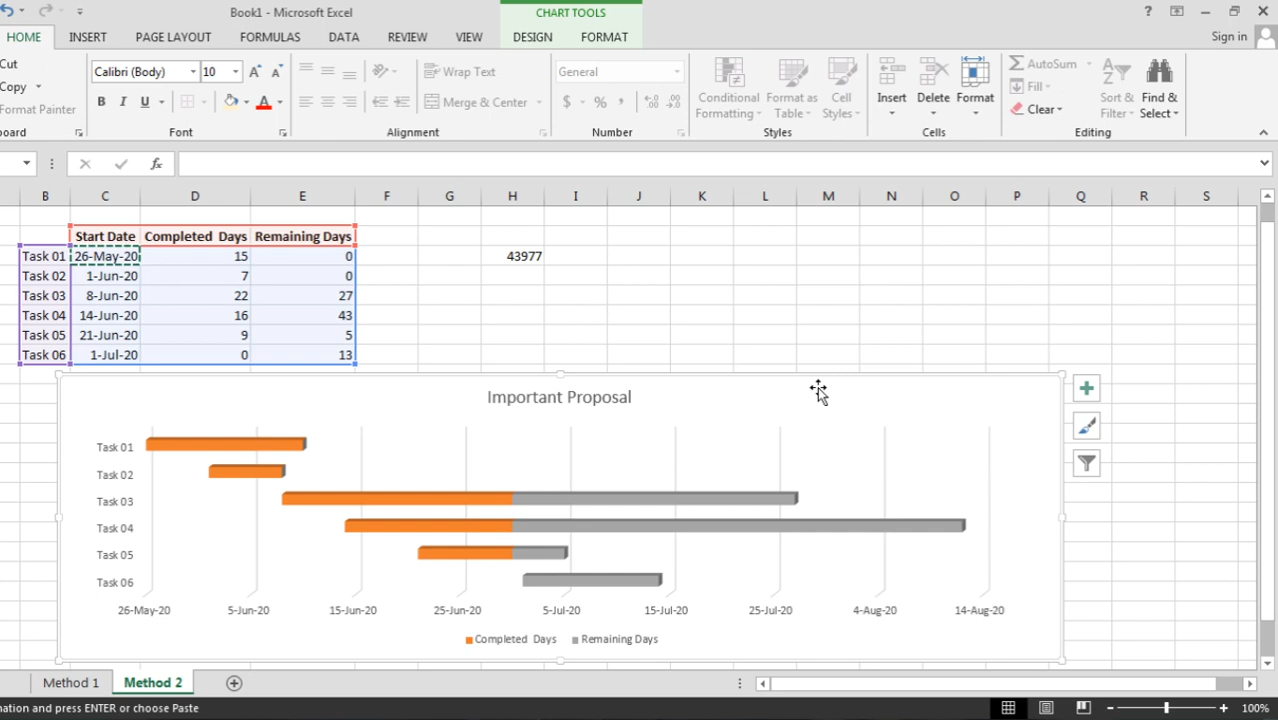 Book1 - Microsoft Excel
CHART TOOLS
?
HOME INSERT PAGE LAYOUT FORMULAS DATA REVIEW VIEW DESIGN FORMAT Sign in
Cut
Copy
Format Painter
board
Calibri (Body) 10
B I U A
Font
Wrap Text
Merge & Center
Alignment
General
$ % ,
Number
Conditional Formatting
Format as Table
Cell Styles
Styles
Insert Delete Format
Cells
AutoSum
Fill
Clear
Sort & Filter
Find & Select
Editing
fx
B C D E F G H I J K L M N O P Q R S
Start Date Completed Days Remaining Days
Task 01 26-May-20 15 0 43977
Task 02 1-Jun-20 7 0
Task 03 8-Jun-20 22 27
Task 04 14-Jun-20 16 43
Task 05 21-Jun-20 9 5
Task 06 1-Jul-20 0 13
Important Proposal
Task 01
Task 02
Task 03
Task 04
Task 05
Task 06
26-May-20 5-Jun-20 15-Jun-20 25-Jun-20 5-Jul-20 15-Jul-20 25-Jul-20 4-Aug-20 14-Aug-20
Completed Days Remaining Days
Method 1 Method 2
nation and press ENTER or choose Paste
100%